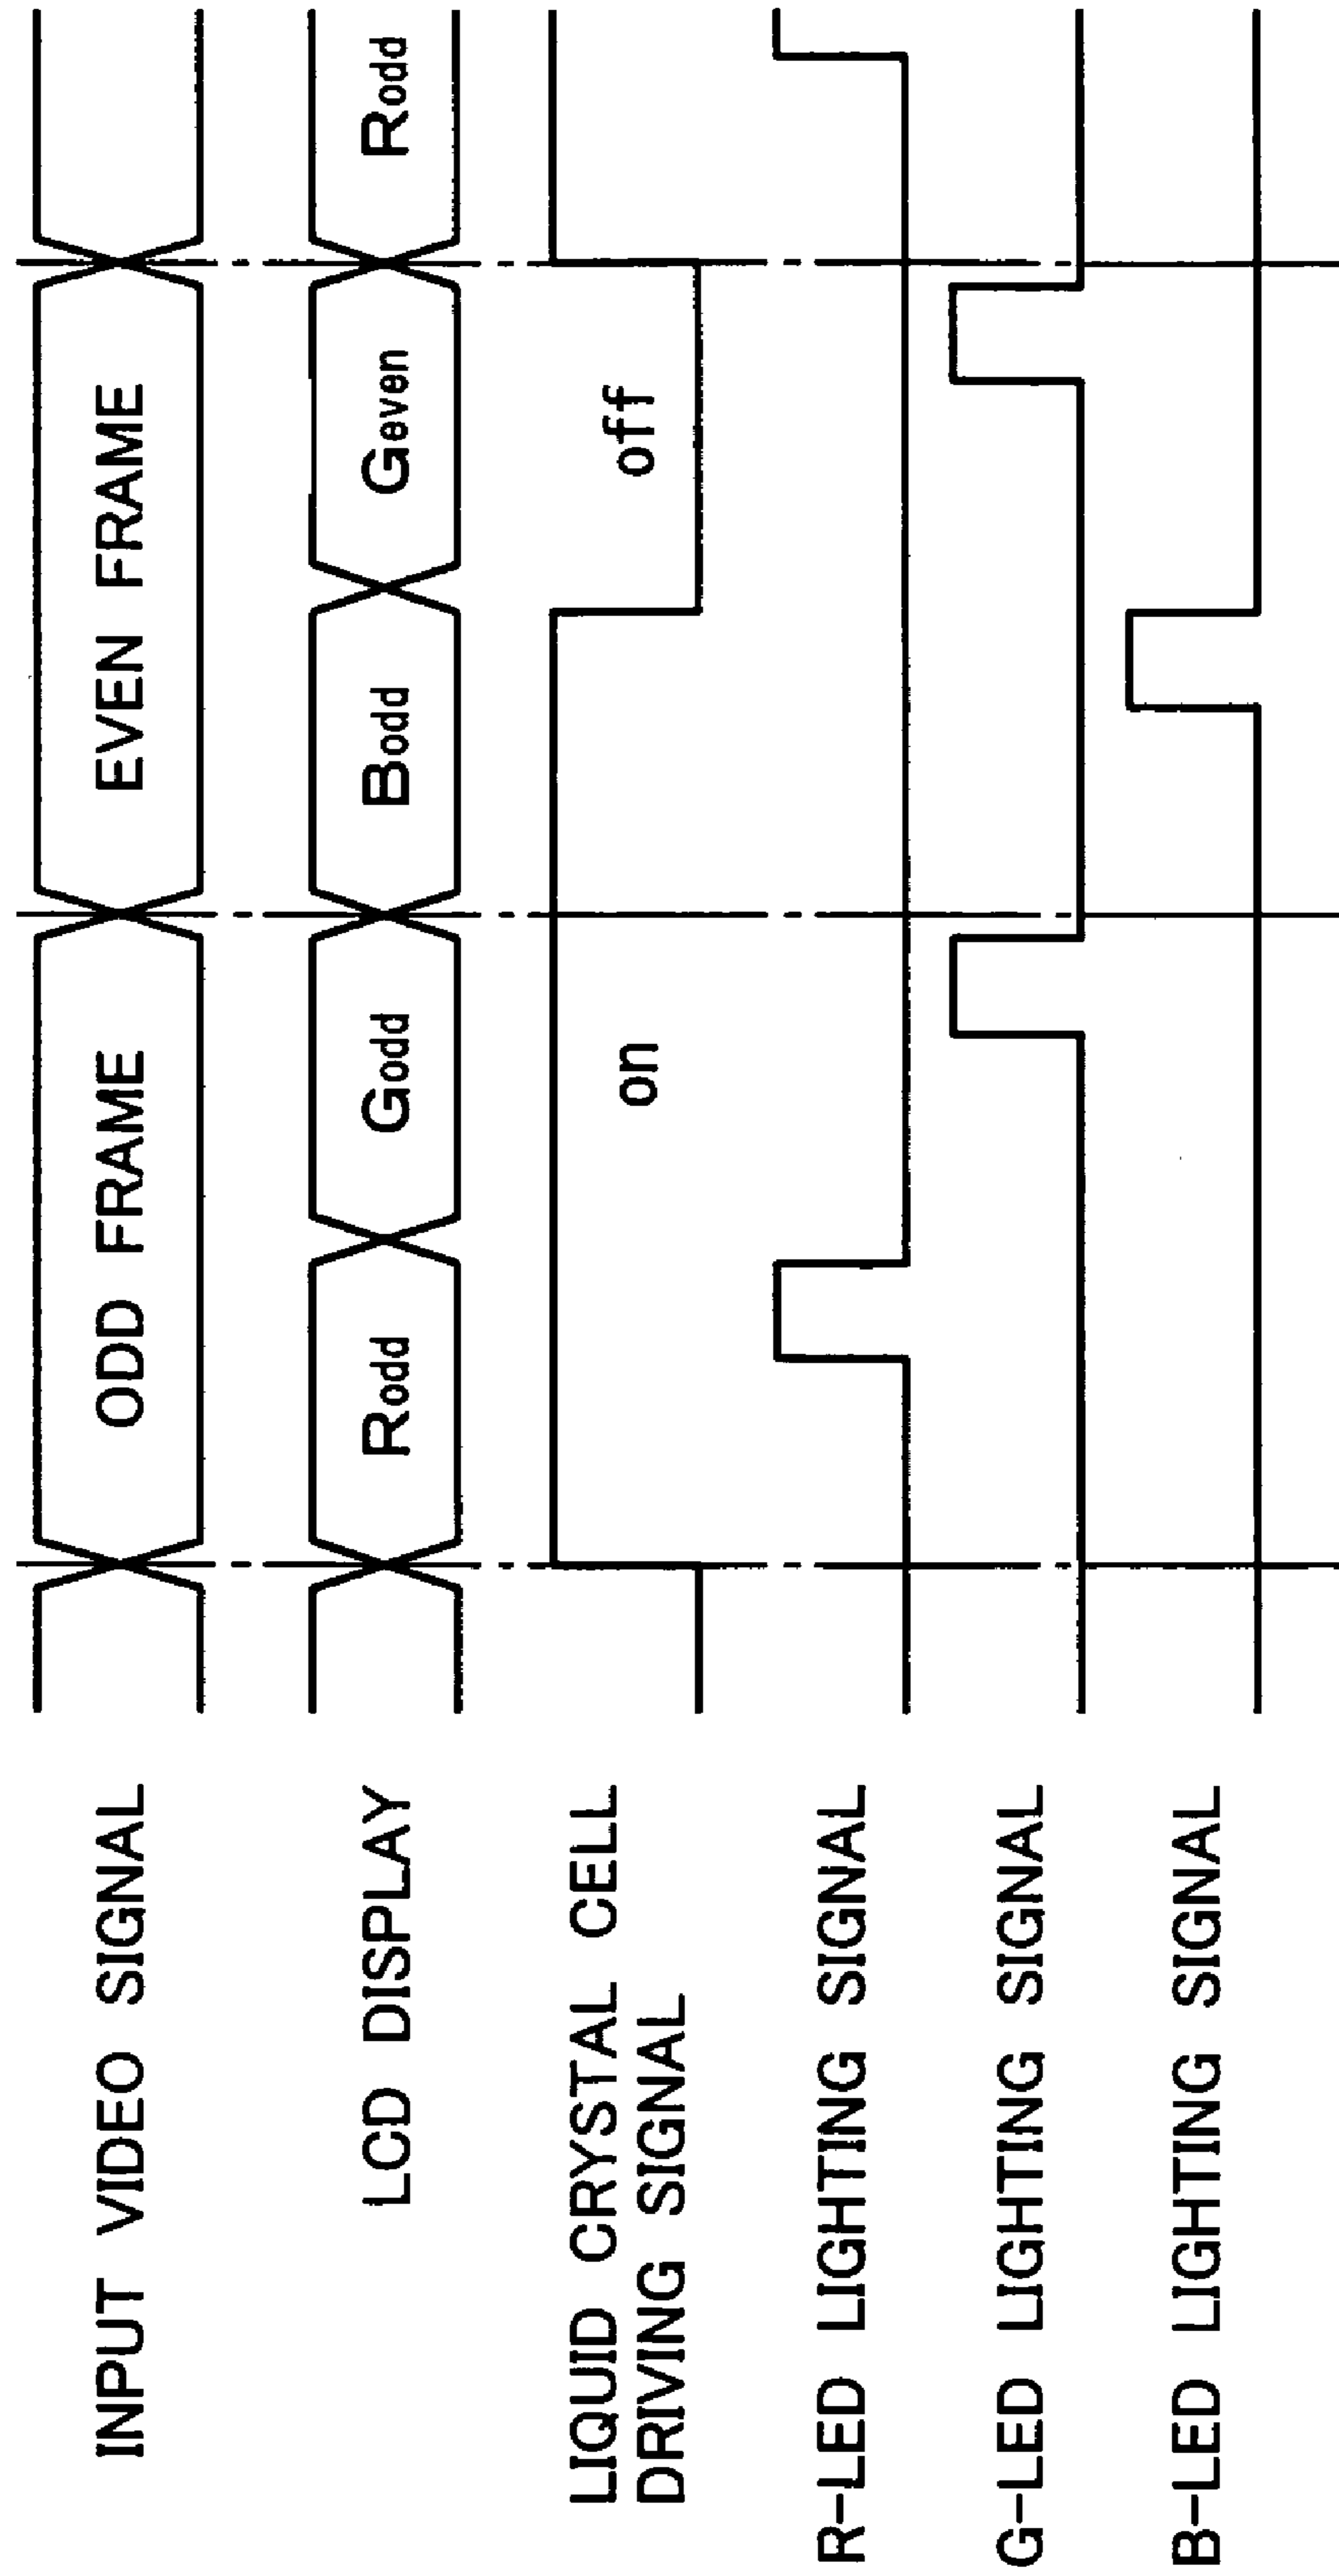 INPUT VIDEO SIGNAL
ODD FRAME
EVEN FRAME
LCD DISPLAY
Rodd
Godd
Bodd
Geven
Rodd
LIQUID CRYSTAL CELL
DRIVING SIGNAL
on
off
R-LED LIGHTING SIGNAL
G-LED LIGHTING SIGNAL
B-LED LIGHTING SIGNAL